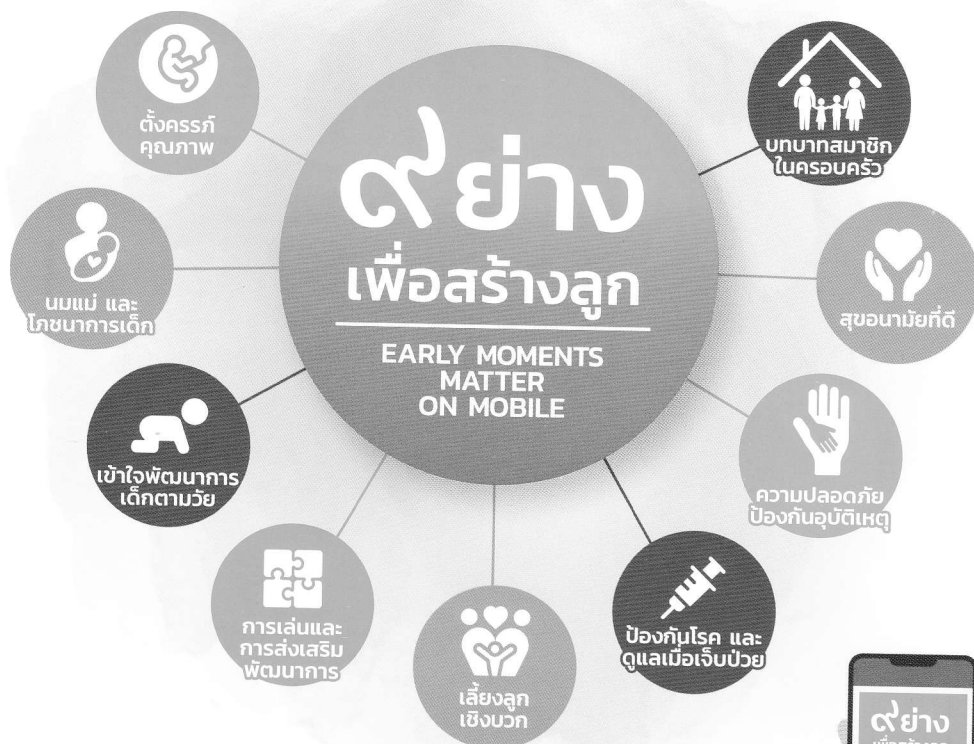 ๙ย่าง
เพื่อสร้างลูก
EARLY MOMENTS
MATTER
ON MOBILE
ตั้งครรภ์
คุณภาพ
นมแม่ และ
โภชนาการเด็ก
เข้าใจพัฒนาการ
เด็กตามวัย
การเล่นและ
การส่งเสริม
พัฒนาการ
เลี้ยงลูก
เชิงบวก
ป้องกันโรค และ
ดูแลเมื่อเจ็บป่วย
ความปลอดภัย
ป้องกันอุบัติเหตุ
สุขอนามัยที่ดี
บทบาทสมาชิก
ในครอบครัว
๙ย่าง
เพื่อสร้างลูก